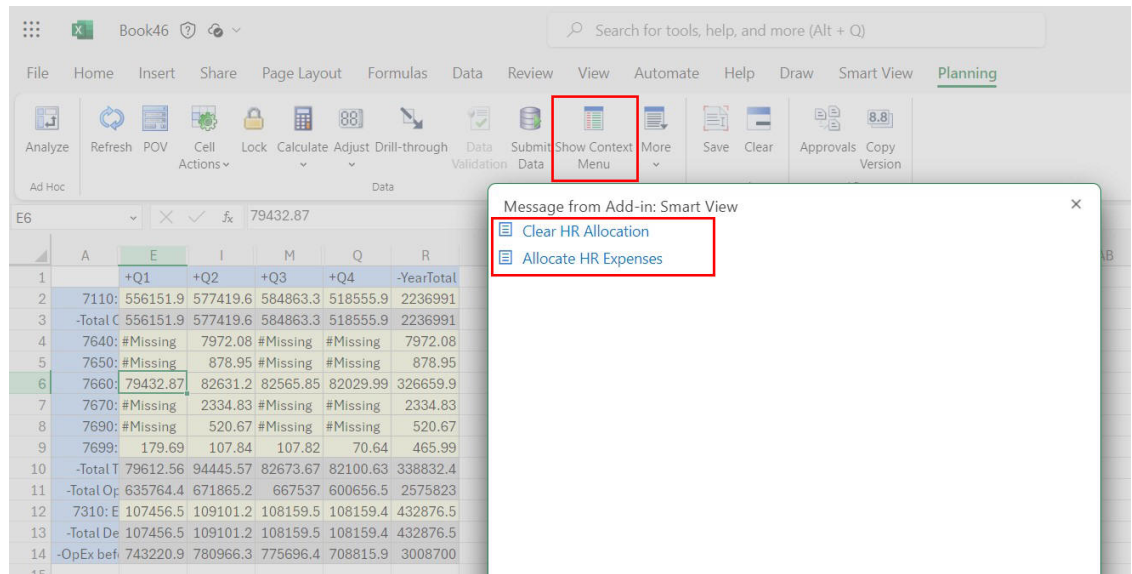 Book46
Search for tools, help, and more (Alt + Q)
File Home Insert Share Page Layout Formulas Data Review View Automate Help Draw Smart View Planning
Analyze Refresh POV Cell Actions Lock Calculate Adjust Drill-through Data Validation Submit Data Show Context Menu More Save Clear Approvals Copy Version
Ad Hoc Data
E6 fx 79432.87
Message from Add-in: Smart View
Clear HR Allocation
Allocate HR Expenses
A E I M Q R AB
1 +Q1 +Q2 +Q3 +Q4 -YearTotal
2 7110: 556151.9 577419.6 584863.3 518555.9 2236991
3 -Total C 556151.9 577419.6 584863.3 518555.9 2236991
4 7640: #Missing 7972.08 #Missing #Missing 7972.08
5 7650: #Missing 878.95 #Missing #Missing 878.95
6 7660: 79432.87 82631.2 82565.85 82029.99 326659.9
7 7670: #Missing 2334.83 #Missing #Missing 2334.83
8 7690: #Missing 520.67 #Missing #Missing 520.67
9 7699: 179.69 107.84 107.82 70.64 465.99
10 -Total T 79612.56 94445.57 82673.67 82100.63 338832.4
11 -Total Op 635764.4 671865.2 667537 600656.5 2575823
12 7310: E 107456.5 109101.2 108159.5 108159.4 432876.5
13 -Total De 107456.5 109101.2 108159.5 108159.4 432876.5
14 -OpEx bef 743220.9 780966.3 775696.4 708815.9 3008700